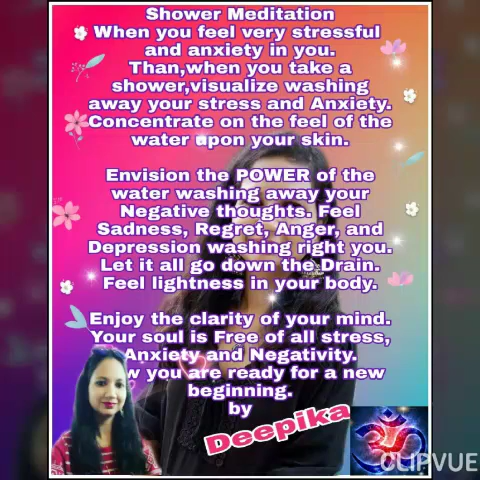 Shower Meditation
When you feel very stressful
and anxiety in you.
Than,when you take a
shower,visualize washing
away your stress and Anxiety.
Concentrate on the feel of the
water upon your skin.
Envision the POWER of the
water washing away your
Negative thoughts. Feel
Sadness, Regret, Anger, and
Depression washing right you.
Let it all go down the Drain.
Feel lightness in your body.
Enjoy the clarity of your mind.
Your soul is Free of all stress,
Anxiety and Negativity.
you are ready for a new
beginning.
by
Deepika
CLIPVUE